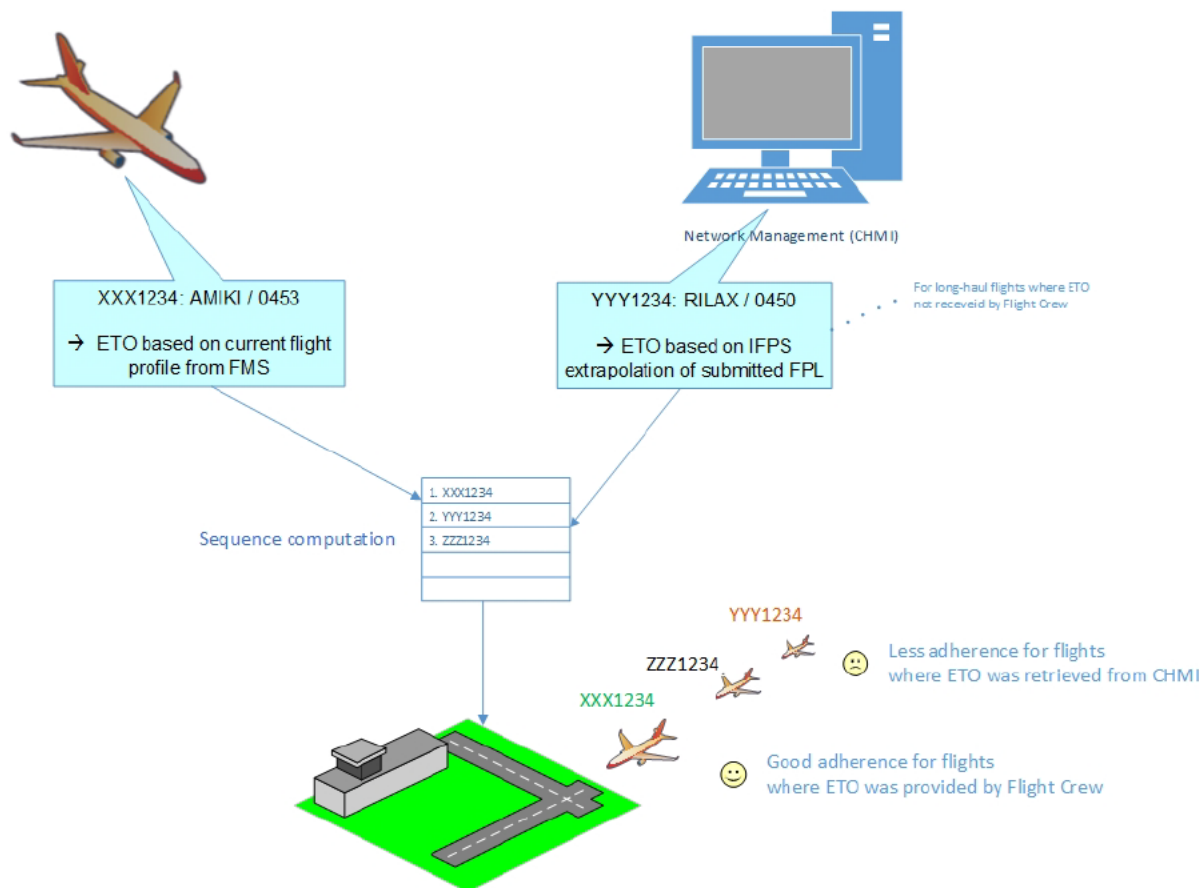 Network Management (CHMI)
XXX1234: AMIKI / 0453
→ ETO based on current flight
profile from FMS
YYY1234: RILAX / 0450
→ ETO based on IFPS
extrapolation of submitted FPL
For long-haul flights where ETO
not receveid by Flight Crew
Sequence computation
1. XXX1234
2. YYY1234
3. ZZZ1234
YYY1234
ZZZ1234
XXX1234
Less adherence for flights
where ETO was retrieved from CHMI
Good adherence for flights
where ETO was provided by Flight Crew